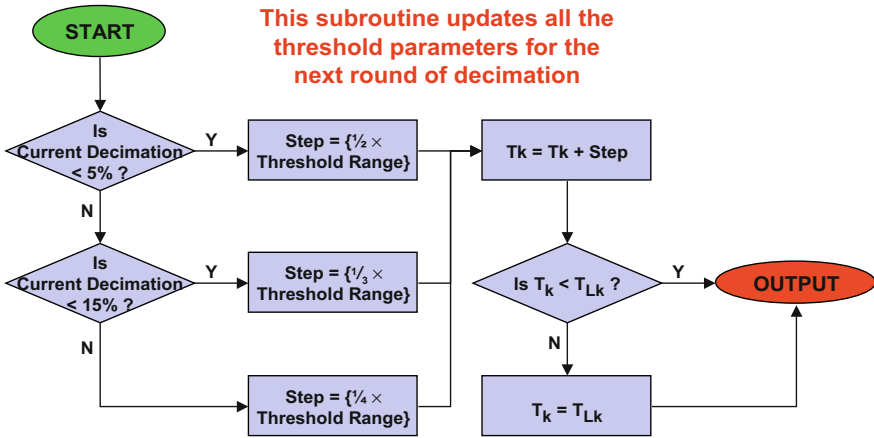 START
This subroutine updates all the
threshold parameters for the
next round of decimation
Is
Current Decimation
< 5% ?
Y
Step = {½ ×
Threshold Range}
Tk = Tk + Step
N
Is
Current Decimation
< 15% ?
Y
Step = {⅓ ×
Threshold Range}
Is Tk < TLk ?
Y
OUTPUT
N
N
Step = {¼ ×
Threshold Range}
Tk = TLk